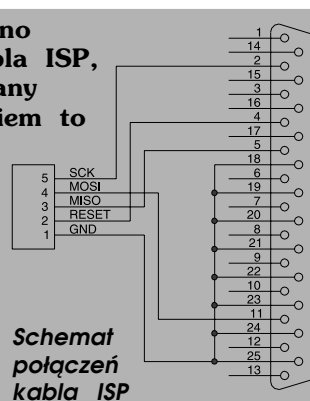 no
la ISP,
any
iem to
1
14
2
15
3
16
4
17
5
18
6
19
7
20
8
21
9
22
10
23
11
24
12
25
13
5 SCK
4 MOSI
3 MISO
2 RESET
1 GND
Schemat
połączeń
kabla ISP